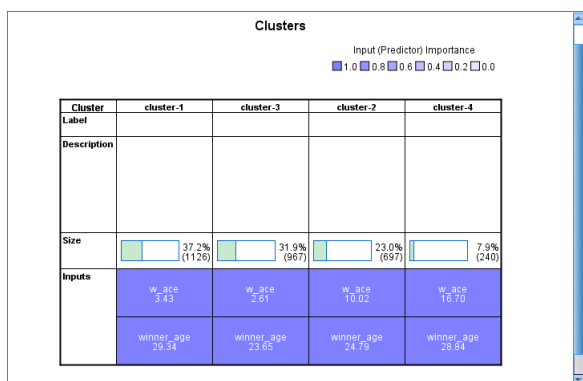 Clusters
Input (Predictor) Importance
1.0 0.8 0.6 0.4 0.2 0.0
Cluster cluster-1 cluster-3 cluster-2 cluster-4
Label
Description
Size 37.2% 31.9% 23.0% 7.9%
(1126) (967) (697) (240)
Inputs
w_ace w_ace w_ace w_ace
3.43 2.61 10.02 16.70
winner_age winner_age winner_age winner_age
29.34 23.65 24.79 28.84